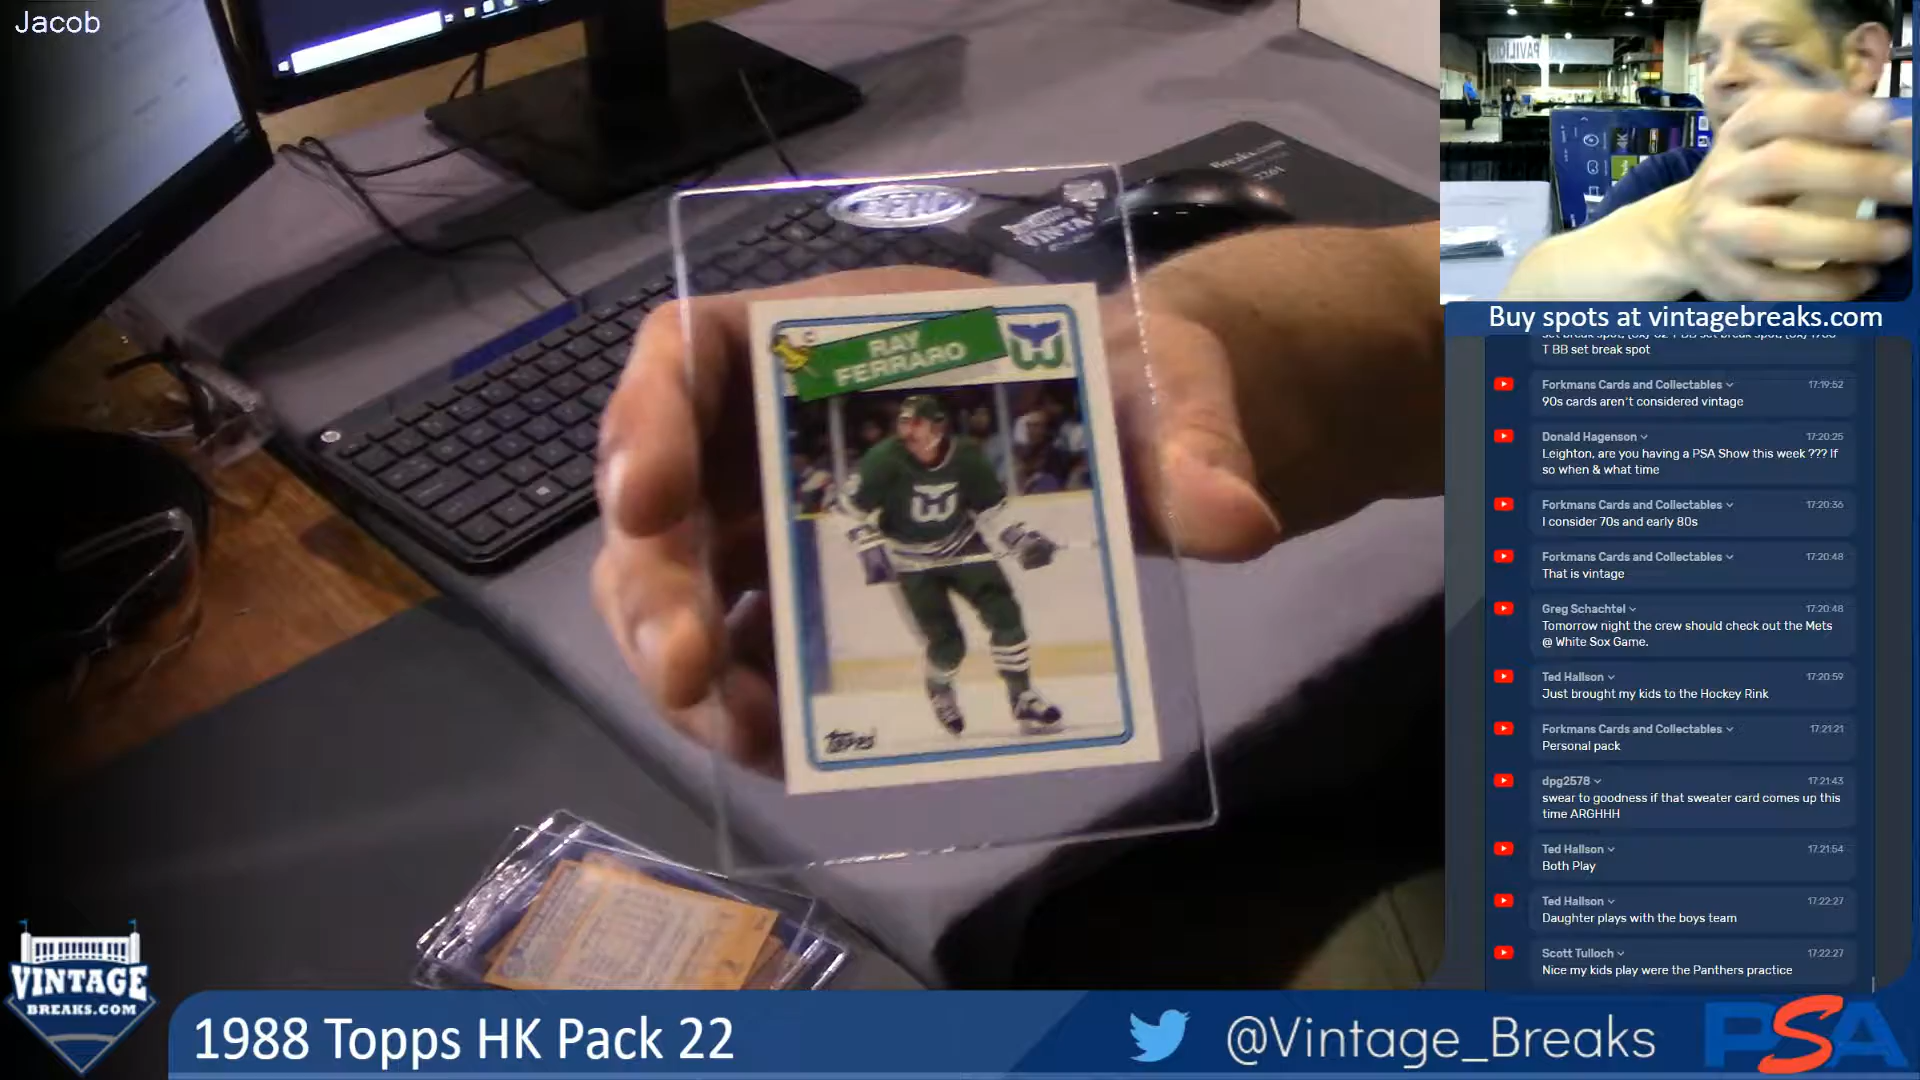 Jacob
PAVILION
Breaks.com
VINTAGE
RAY
FERRARO
Topps
Buy spots at vintagebreaks.com
T BB set break spot
Forkmans Cards and Collectables 17:19:52
90s cards aren't considered vintage
Donald Hagenson 17:20:25
Leighton, are you having a PSA Show this week ??? If
so when & what time
Forkmans Cards and Collectables 17:20:36
I consider 70s and early 80s
Forkmans Cards and Collectables 17:20:48
That is vintage
Greg Schachtel 17:20:48
Tomorrow night the crew should check out the Mets
@ White Sox Game.
Ted Hallson 17:20:59
Just brought my kids to the Hockey Rink
Forkmans Cards and Collectables 17:21:21
Personal pack
dpg2578 17:21:43
swear to goodness if that sweater card comes up this
time ARGHHH
Ted Hallson 17:21:54
Both Play
Ted Hallson 17:22:27
Daughter plays with the boys team
Scott Tulloch 17:22:27
Nice my kids play were the Panthers practice
VINTAGE
BREAKS.COM
1988 Topps HK Pack 22
@Vintage_Breaks
PSA